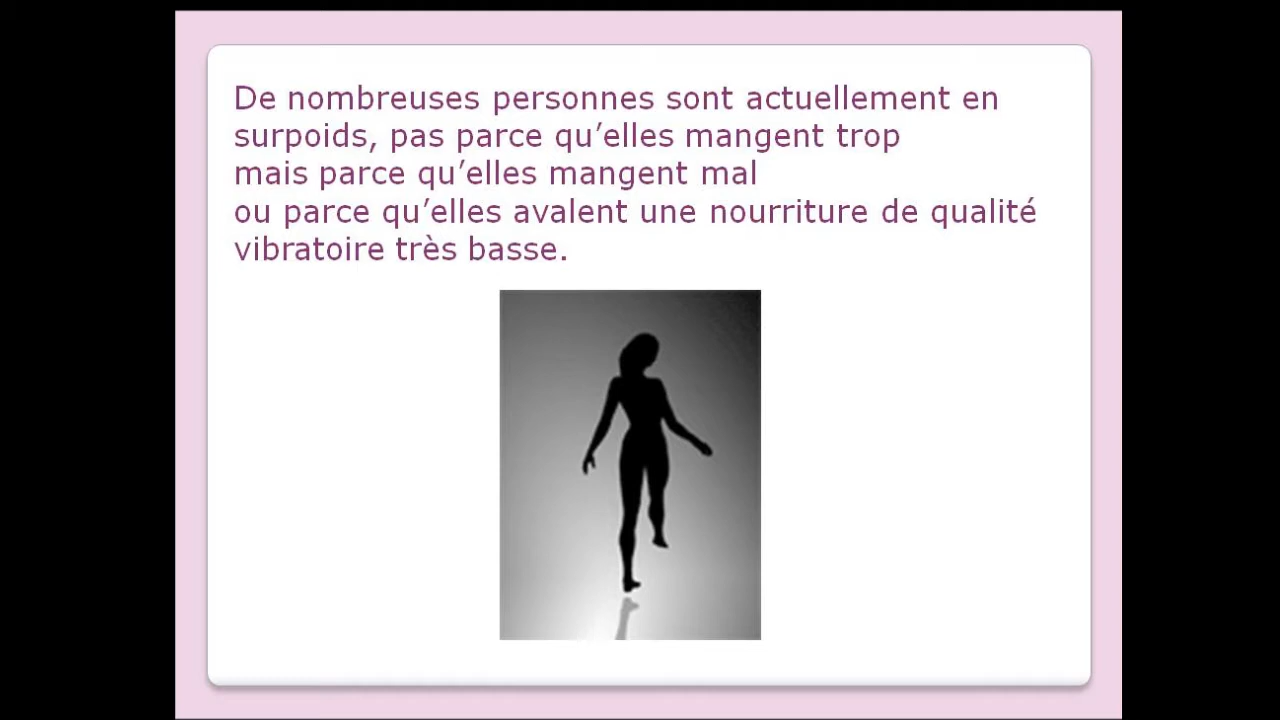 De nombreuses personnes sont actuellement en
surpoids, pas parce qu’elles mangent trop
mais parce qu’elles mangent mal
ou parce qu’elles avalent une nourriture de qualité
vibratoire très basse.